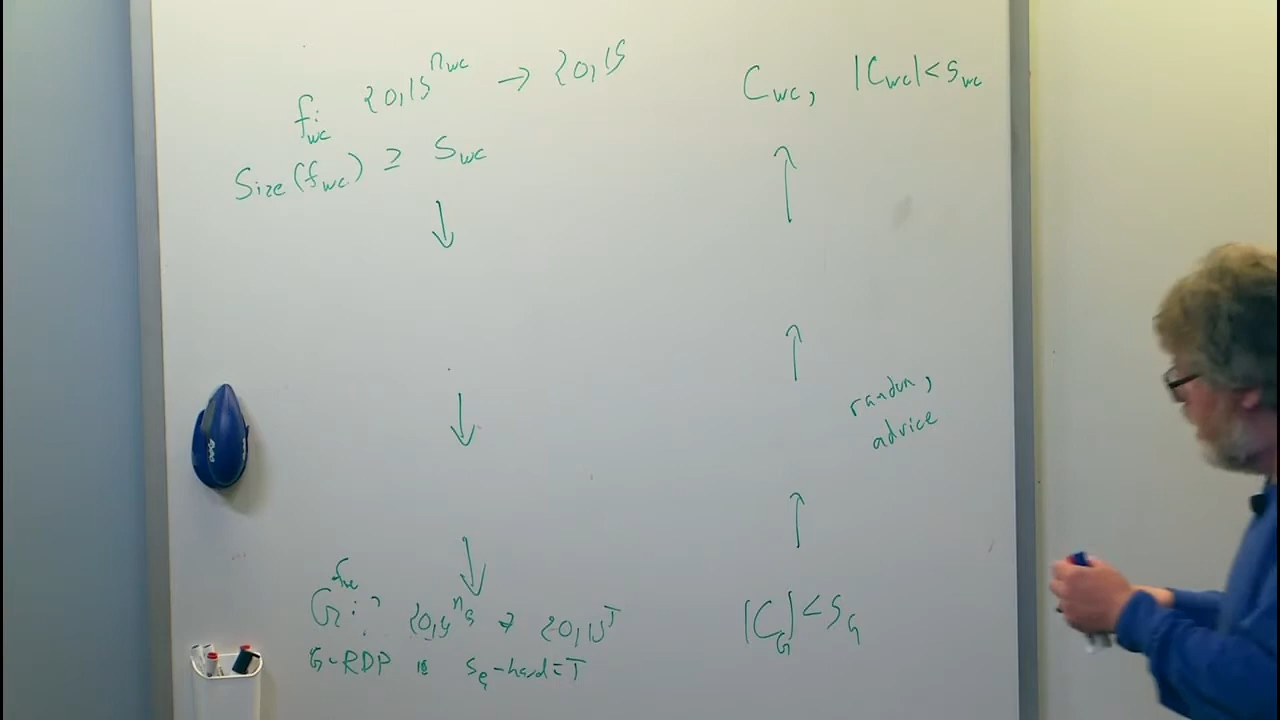 f_wc: {0,1}^n_wc → {0,1}
Size(f_wc) ≥ S_wc
C_wc, |C_wc| < S_wc
↓
↑
↑
random,
advice
↓
↑
↓
G^f_wc: {0,1}^n_G → {0,1}^T
G-RDP is S_G-hard = T
|C_G| < S_G